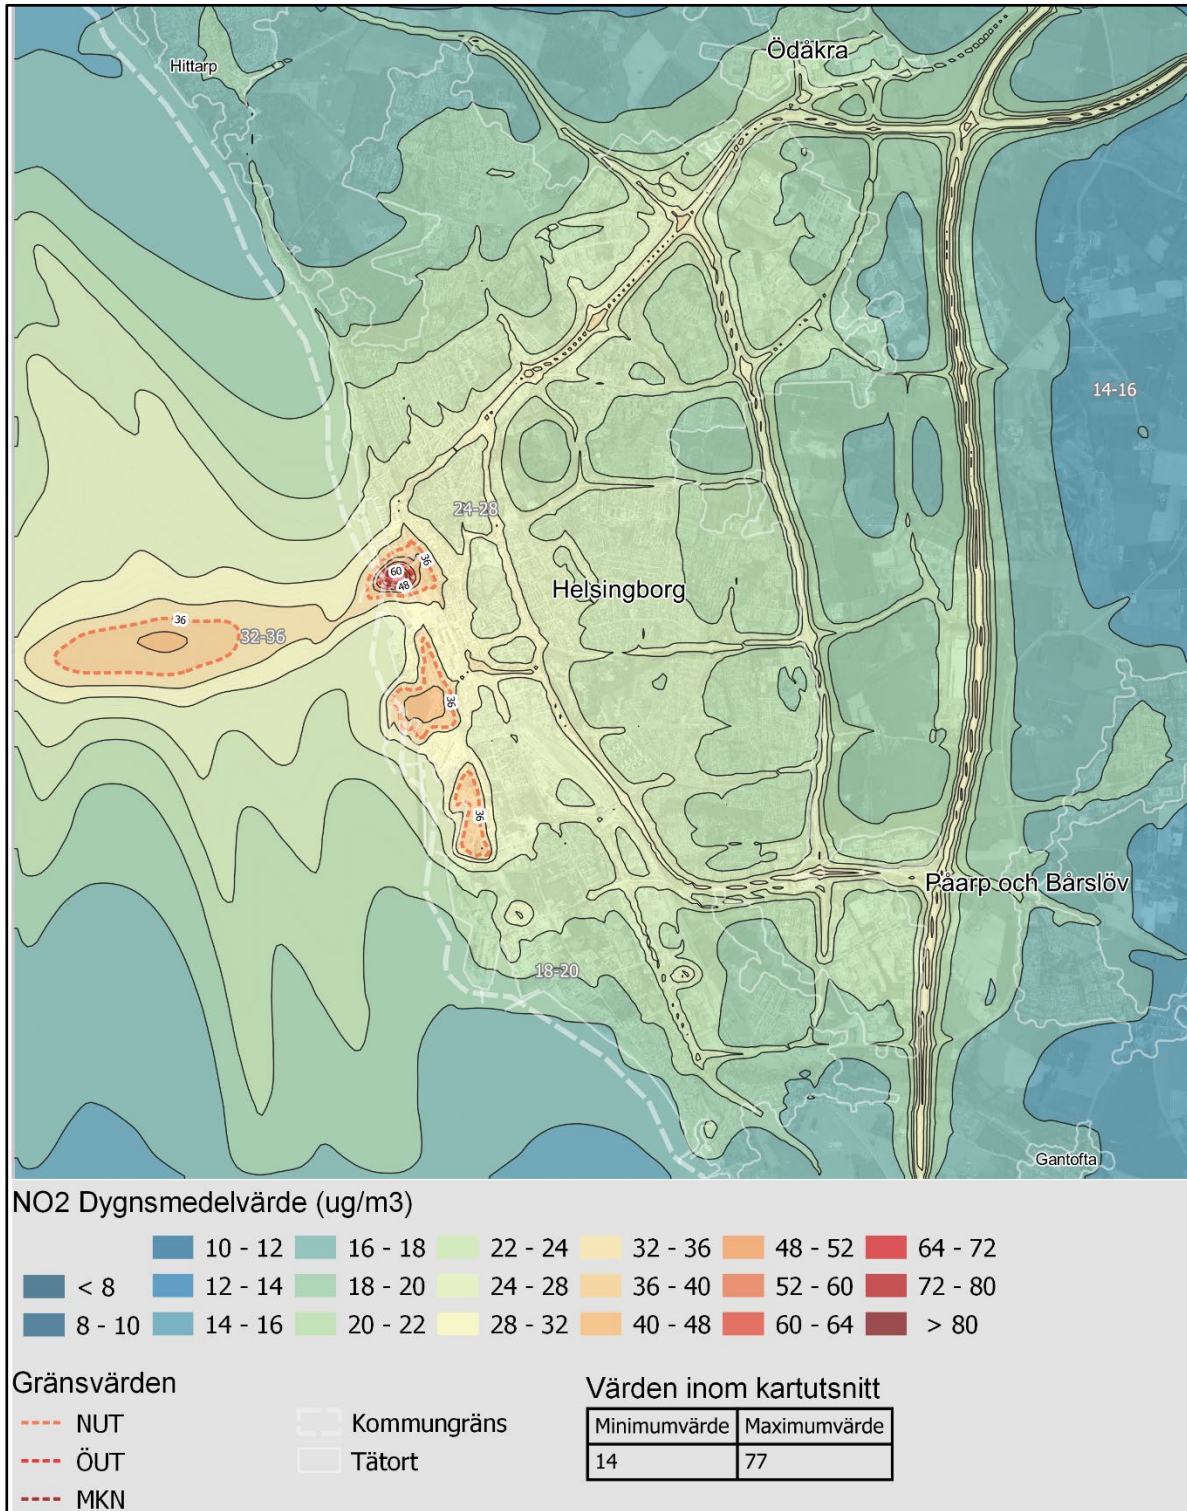 Ödåkra
Hittarp
14-16
24-28
36
60
48
Helsingborg
36
32-36
36
36
Påarp och Bårslöv
18-20
Gantofta
NO2 Dygnsmedelvärde (ug/m3)
10 - 12 16 - 18 22 - 24 32 - 36 48 - 52 64 - 72
< 8 12 - 14 18 - 20 24 - 28 36 - 40 52 - 60 72 - 80
8 - 10 14 - 16 20 - 22 28 - 32 40 - 48 60 - 64 > 80
Gränsvärden
NUT
ÖUT
MKN
Kommungräns
Tätort
Värden inom kartutsnitt
Minimumvärde Maximumvärde
14 77